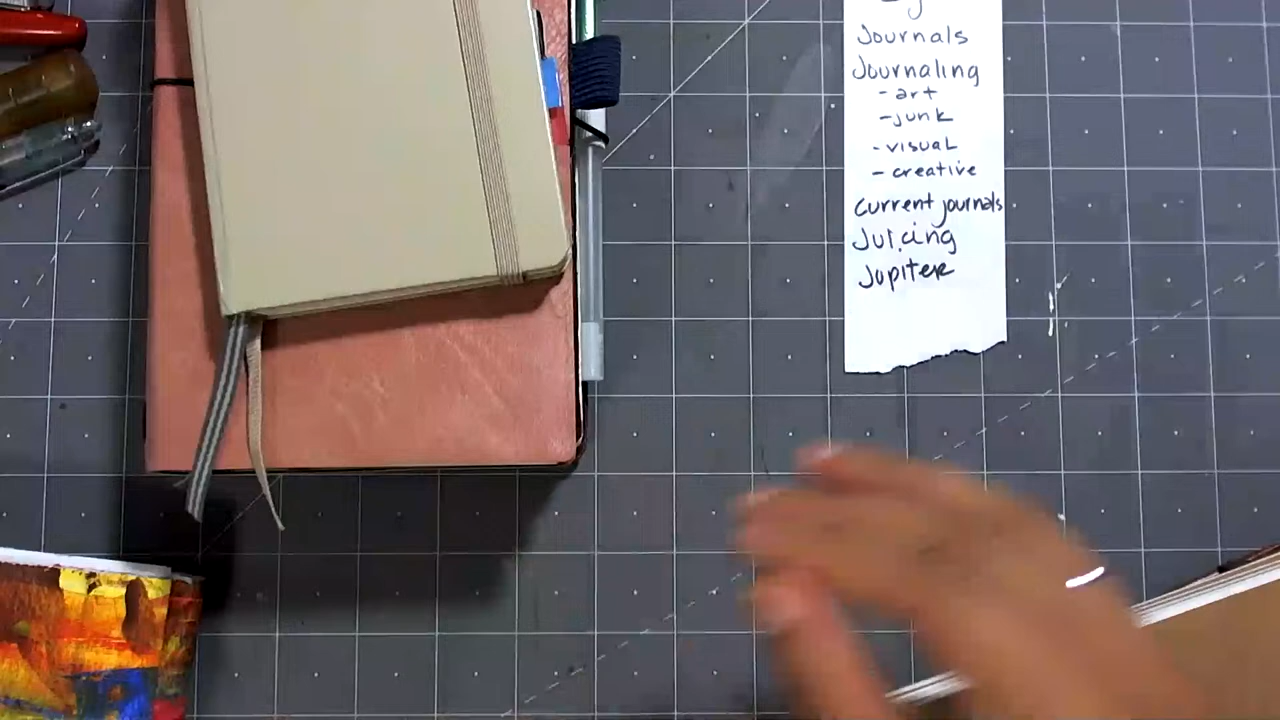 Journals
Journaling
- art
- junk
- visual
- creative
current journals
Juicing
Jupiter